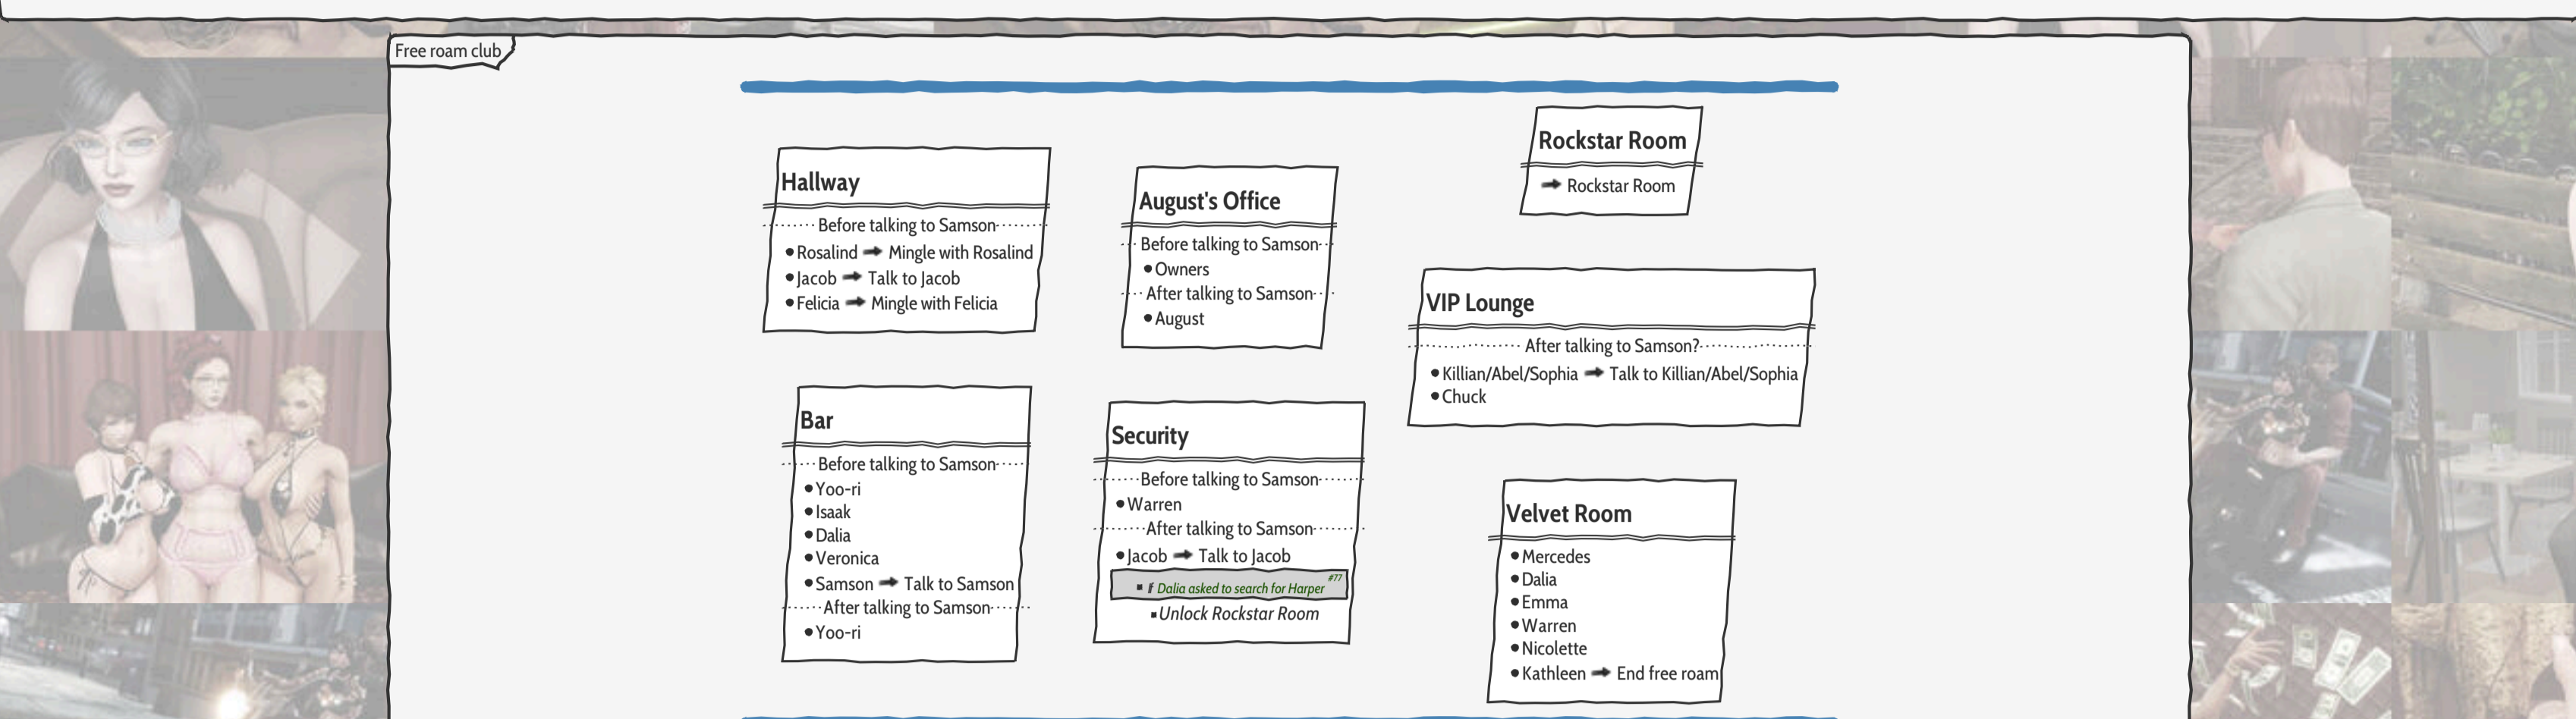 Free roam club
Rockstar Room
➡ Rockstar Room
Hallway
Before talking to Samson
•Rosalind ➡ Mingle with Rosalind
•Jacob ➡ Talk to Jacob
•Felicia ➡ Mingle with Felicia
August's Office
Before talking to Samson
•Owners
After talking to Samson
•August
VIP Lounge
After talking to Samson?
•Killian/Abel/Sophia ➡ Talk to Killian/Abel/Sophia
•Chuck
Bar
Before talking to Samson
•Yoo-ri
•Isaak
•Dalia
•Veronica
•Samson ➡ Talk to Samson
After talking to Samson
•Yoo-ri
Security
Before talking to Samson
•Warren
After talking to Samson
•Jacob ➡ Talk to Jacob
▪ if Dalia asked to search for Harper #77
▪Unlock Rockstar Room
Velvet Room
•Mercedes
•Dalia
•Emma
•Warren
•Nicolette
•Kathleen ➡ End free roam